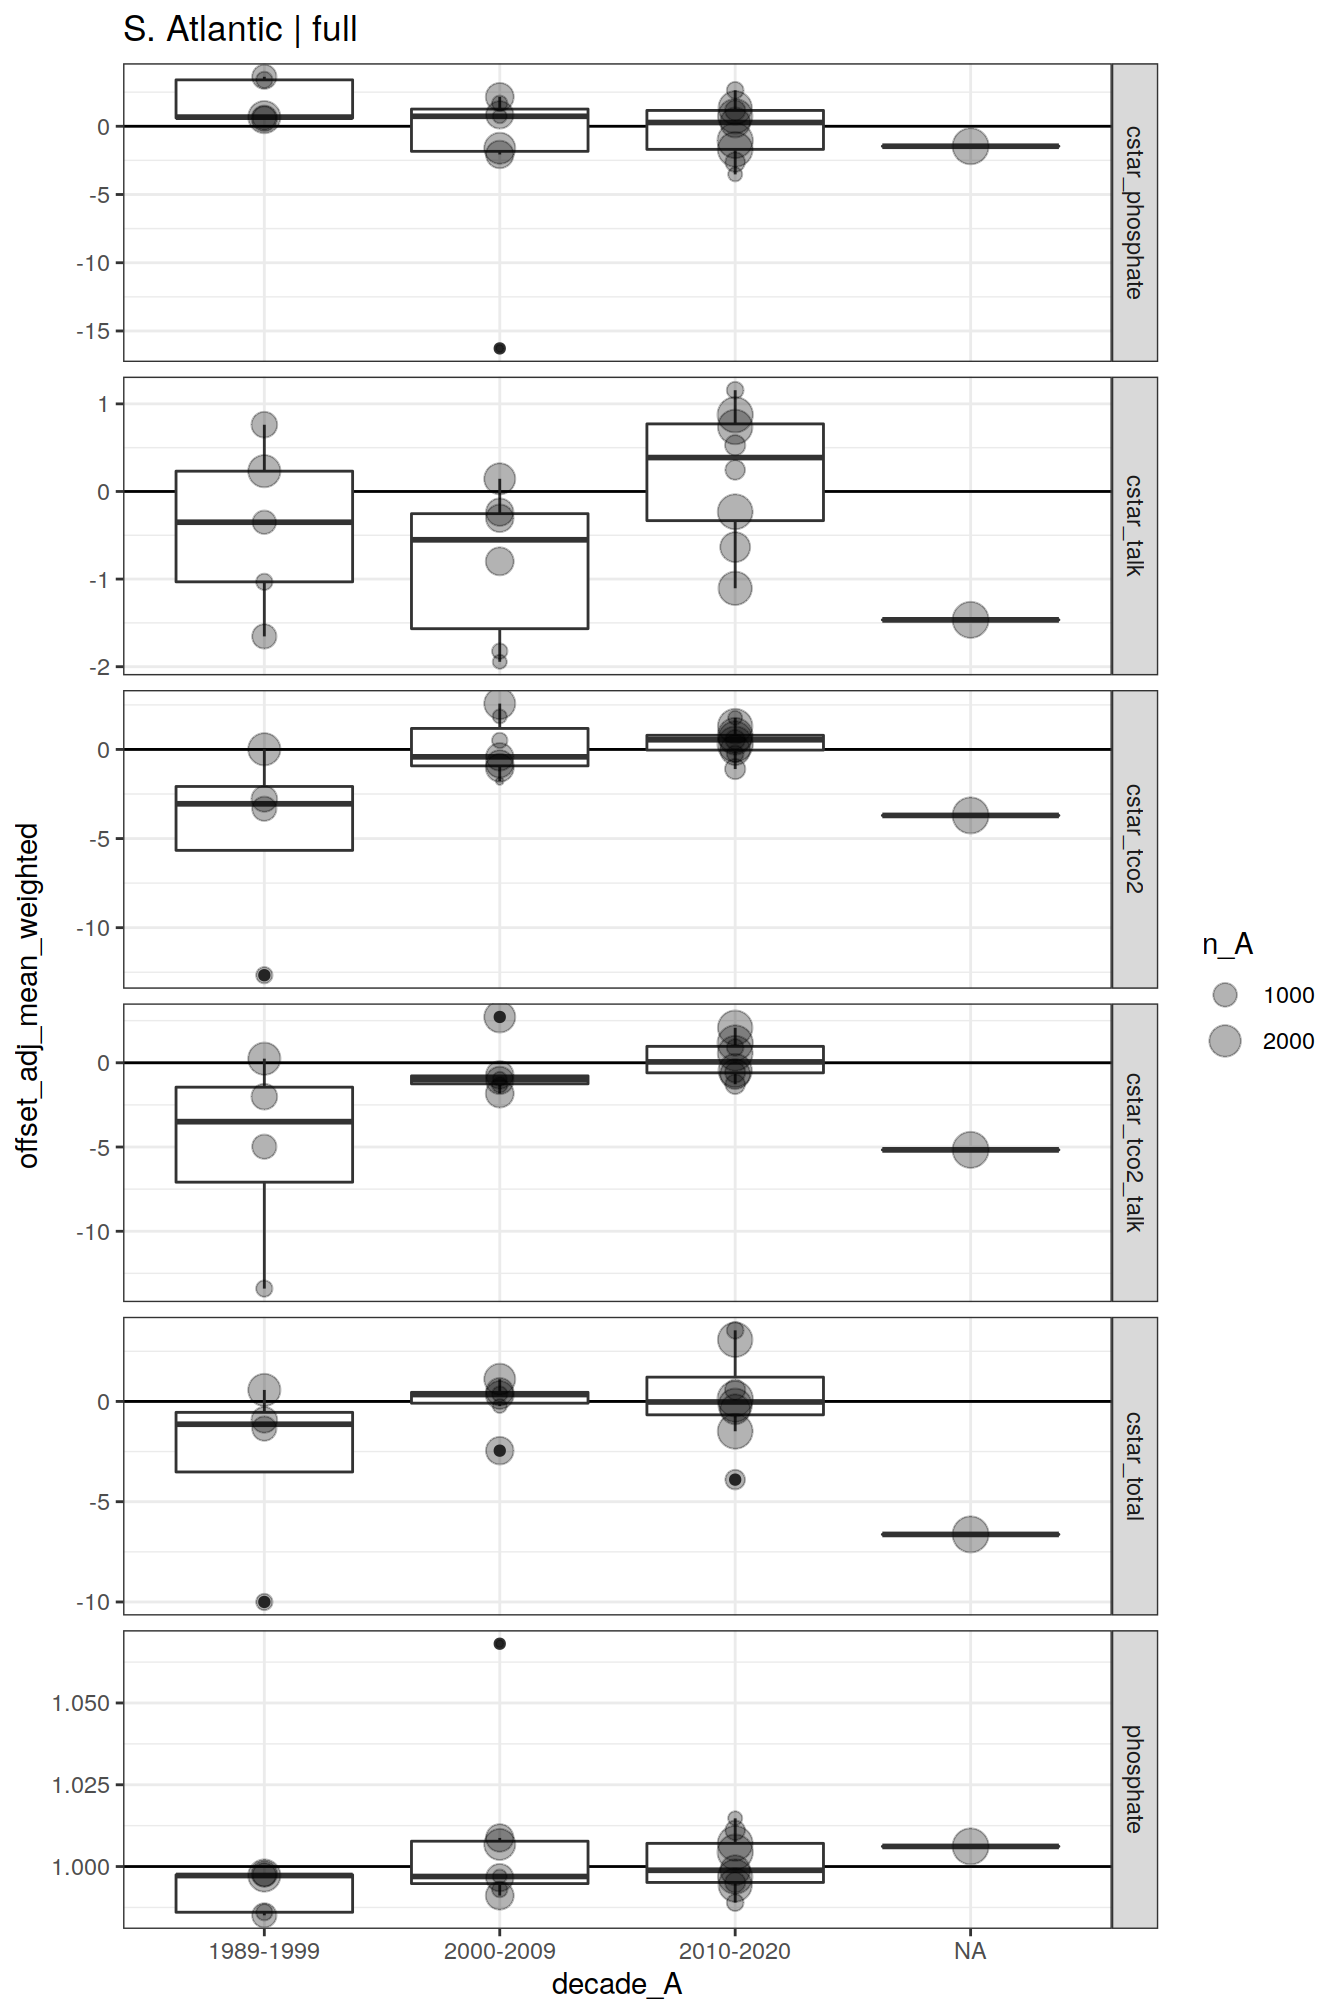 S. Atlantic | full
0
-5
-10
-15
cstar_phosphate
1
0
-1
-2
cstar_talk
0
-5
-10
cstar_tco2
0
-5
-10
cstar_tco2_talk
0
-5
-10
cstar_total
1.050
1.025
1.000
phosphate
offset_adj_mean_weighted
1989-1999
2000-2009
2010-2020
NA
decade_A
n_A
1000
2000